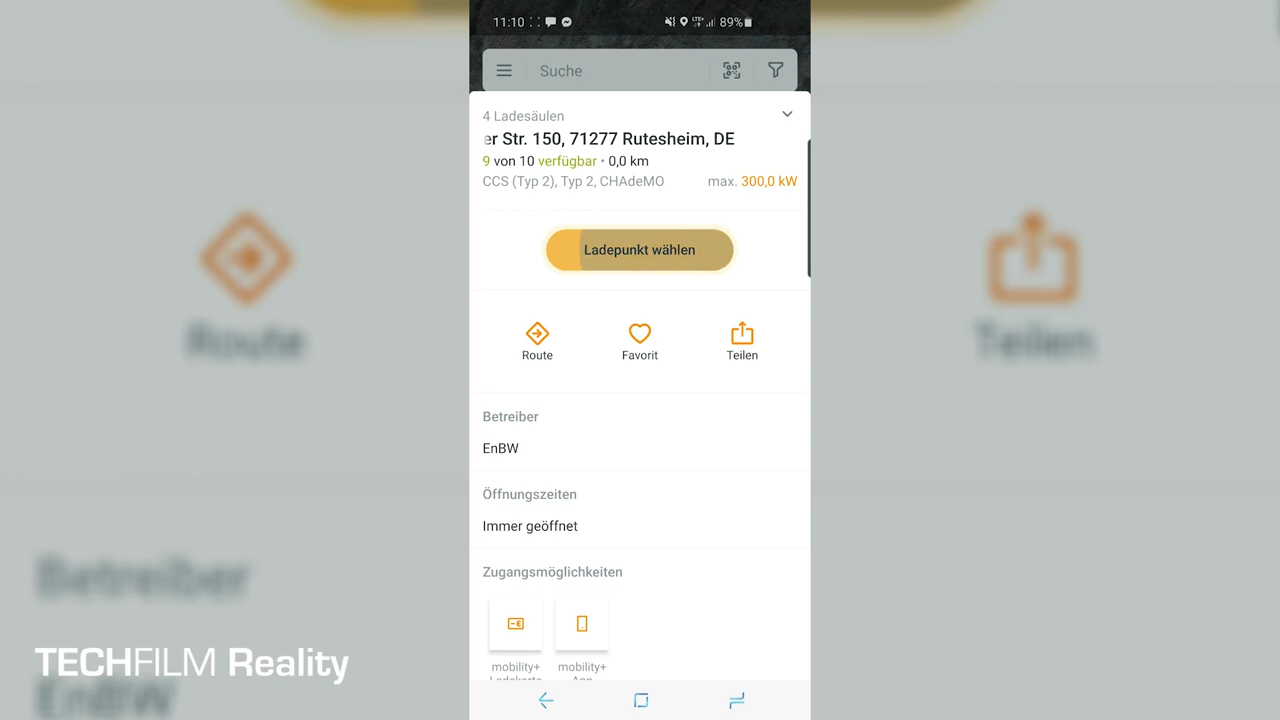 11:10
89%
Suche
4 Ladesäulen
er Str. 150, 71277 Rutesheim, DE
9 von 10 verfügbar • 0,0 km
CCS (Typ 2), Typ 2, CHAdeMO
max. 300,0 kW
Ladepunkt wählen
Route
Favorit
Teilen
Betreiber
EnBW
Öffnungszeiten
Immer geöffnet
Zugangsmöglichkeiten
mobility+
Ladekarte
mobility+
App
Route
Teilen
Betreiber
EnBW
TECHFILM Reality